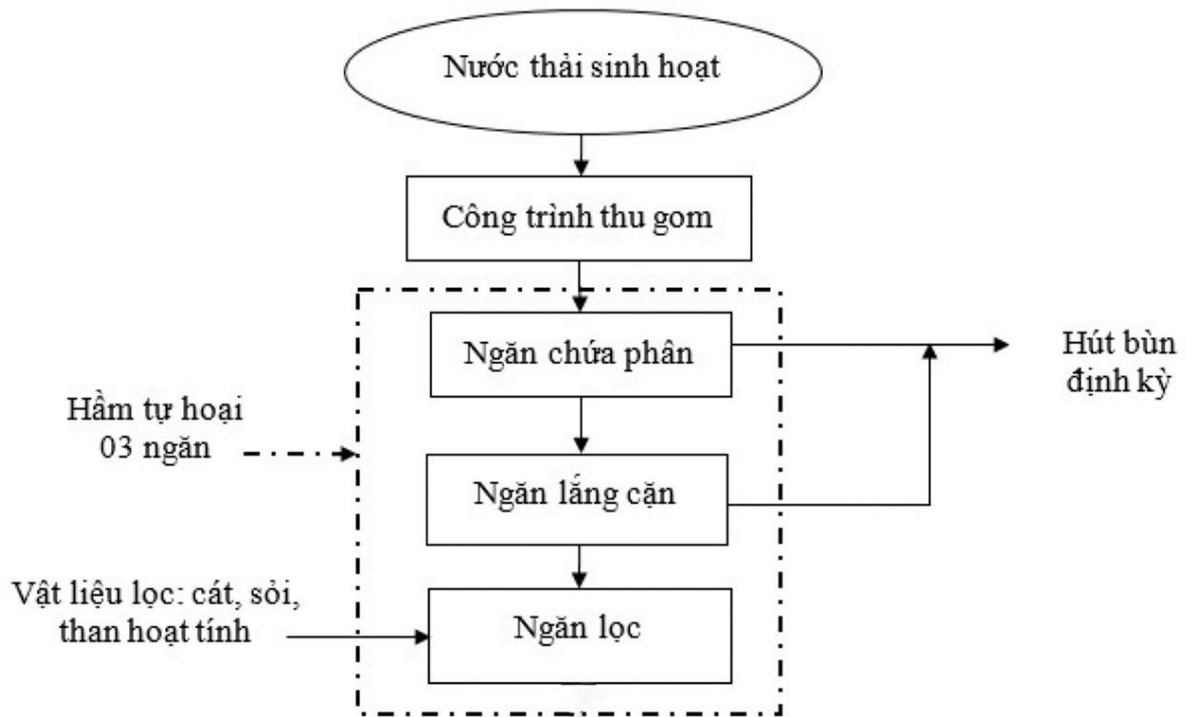 Nước thải sinh hoạt
Công trình thu gom
Ngăn chứa phân
Hút bùn
định kỳ
Hầm tự hoại
03 ngăn
Ngăn lắng cặn
Vật liệu lọc: cát, sỏi,
than hoạt tính
Ngăn lọc